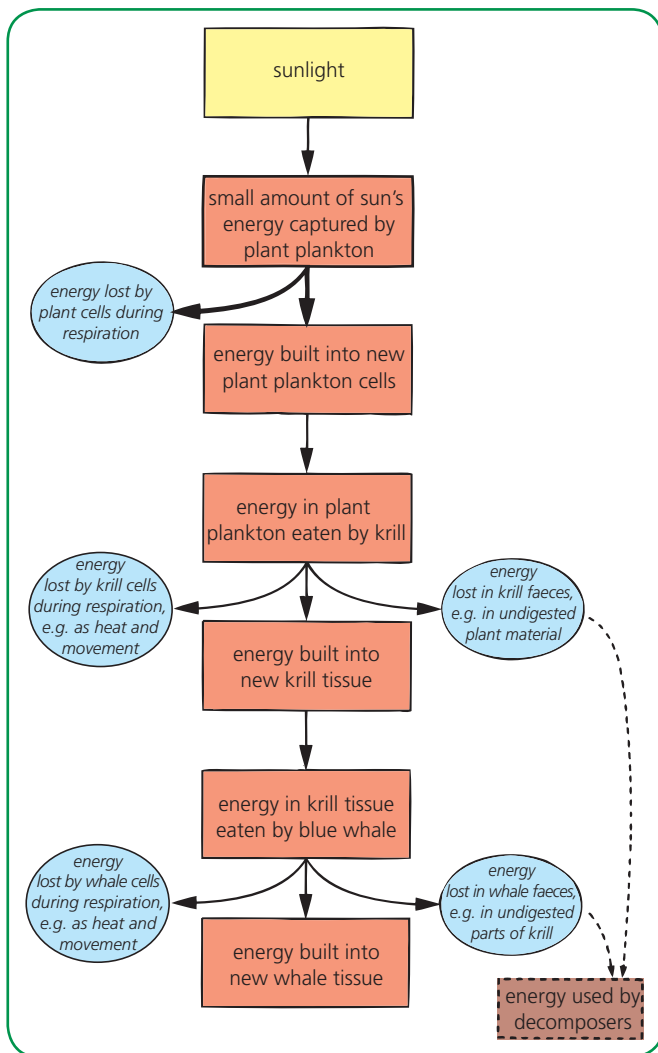 sunlight
small amount of sun's
energy captured by
plant plankton
energy lost by
plant cells during
respiration
energy built into new
plant plankton cells
energy in plant
plankton eaten by krill
energy
lost by krill cells
during respiration,
e.g. as heat and
movement
energy
lost in krill faeces,
e.g. in undigested
plant material
energy built into
new krill tissue
energy in krill tissue
eaten by blue whale
energy
lost by whale cells
during respiration,
e.g. as heat and
movement
energy
lost in whale faeces,
e.g. in undigested
parts of krill
energy built into
new whale tissue
energy used by
decomposers